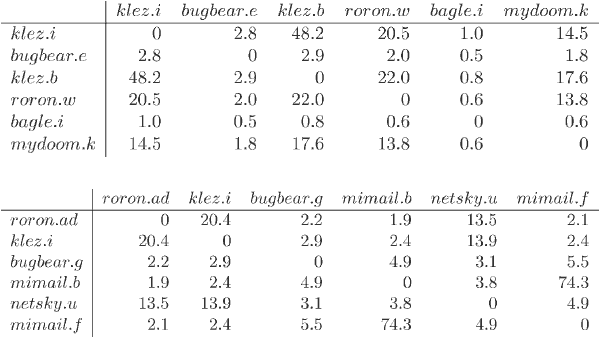 klez.i bugbear.e klez.b roron.w bagle.i mydoom.k
klez.i 0 2.8 48.2 20.5 1.0 14.5
bugbear.e 2.8 0 2.9 2.0 0.5 1.8
klez.b 48.2 2.9 0 22.0 0.8 17.6
roron.w 20.5 2.0 22.0 0 0.6 13.8
bagle.i 1.0 0.5 0.8 0.6 0 0.6
mydoom.k 14.5 1.8 17.6 13.8 0.6 0
roron.ad klez.i bugbear.g mimail.b netsky.u mimail.f
roron.ad 0 20.4 2.2 1.9 13.5 2.1
klez.i 20.4 0 2.9 2.4 13.9 2.4
bugbear.g 2.2 2.9 0 4.9 3.1 5.5
mimail.b 1.9 2.4 4.9 0 3.8 74.3
netsky.u 13.5 13.9 3.1 3.8 0 4.9
mimail.f 2.1 2.4 5.5 74.3 4.9 0